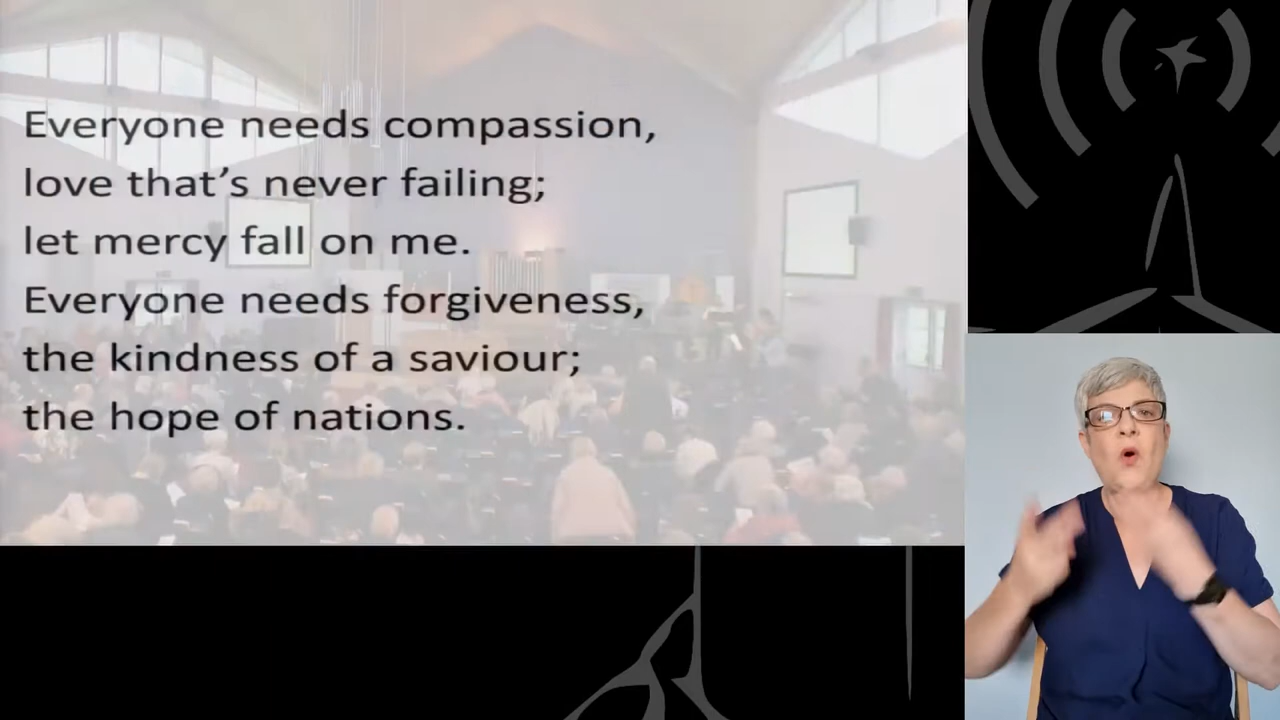 Everyone needs compassion,
love that’s never failing;
let mercy fall on me.
Everyone needs forgiveness,
the kindness of a saviour;
the hope of nations.